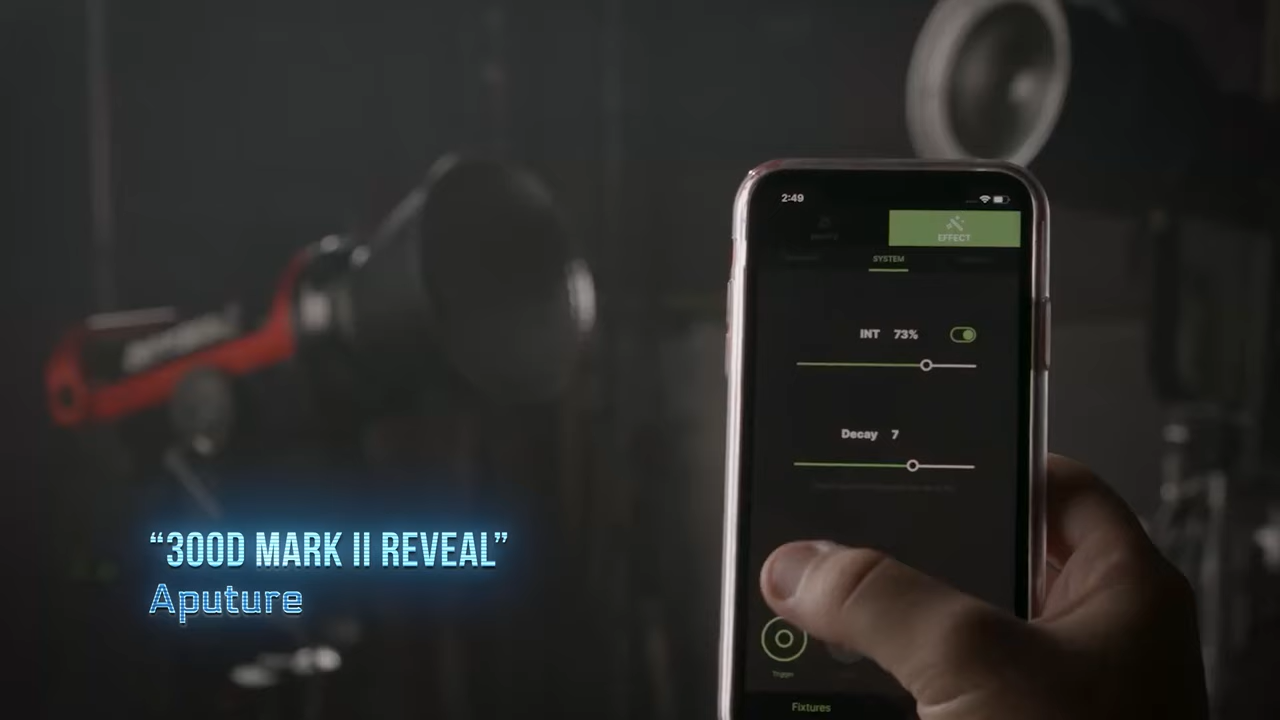 2:49
EFFECT
SYSTEM
INT 73%
Decay 7
“300D MARK II REVEAL”
Aputure
Trigger
Fixtures